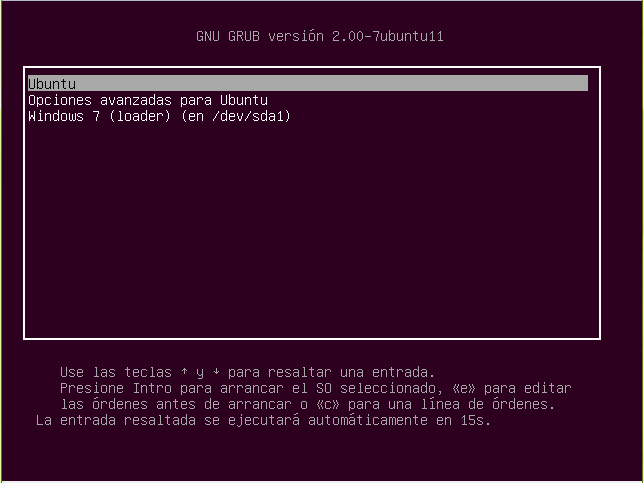 GNU GRUB versión 2.00-7ubuntu11
Ubuntu
Opciones avanzadas para Ubuntu
Windows 7 (loader) (en /dev/sda1)
Use las teclas ↑ y ↓ para resaltar una entrada.
Presione Intro para arrancar el SO seleccionado, «e» para editar
las órdenes antes de arrancar o «c» para una línea de órdenes.
La entrada resaltada se ejecutará automáticamente en 15s.